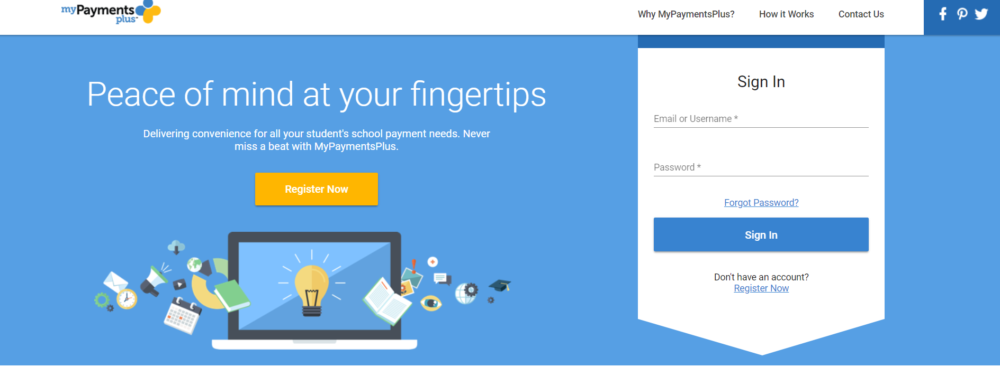 myPayments
plus
Why MyPaymentsPlus?
How it Works
Contact Us
Peace of mind at your fingertips
Delivering convenience for all your student's school payment needs. Never
miss a beat with MyPaymentsPlus.
Register Now
Sign In
Email or Username *
Password *
Forgot Password?
Sign In
Don't have an account?
Register Now